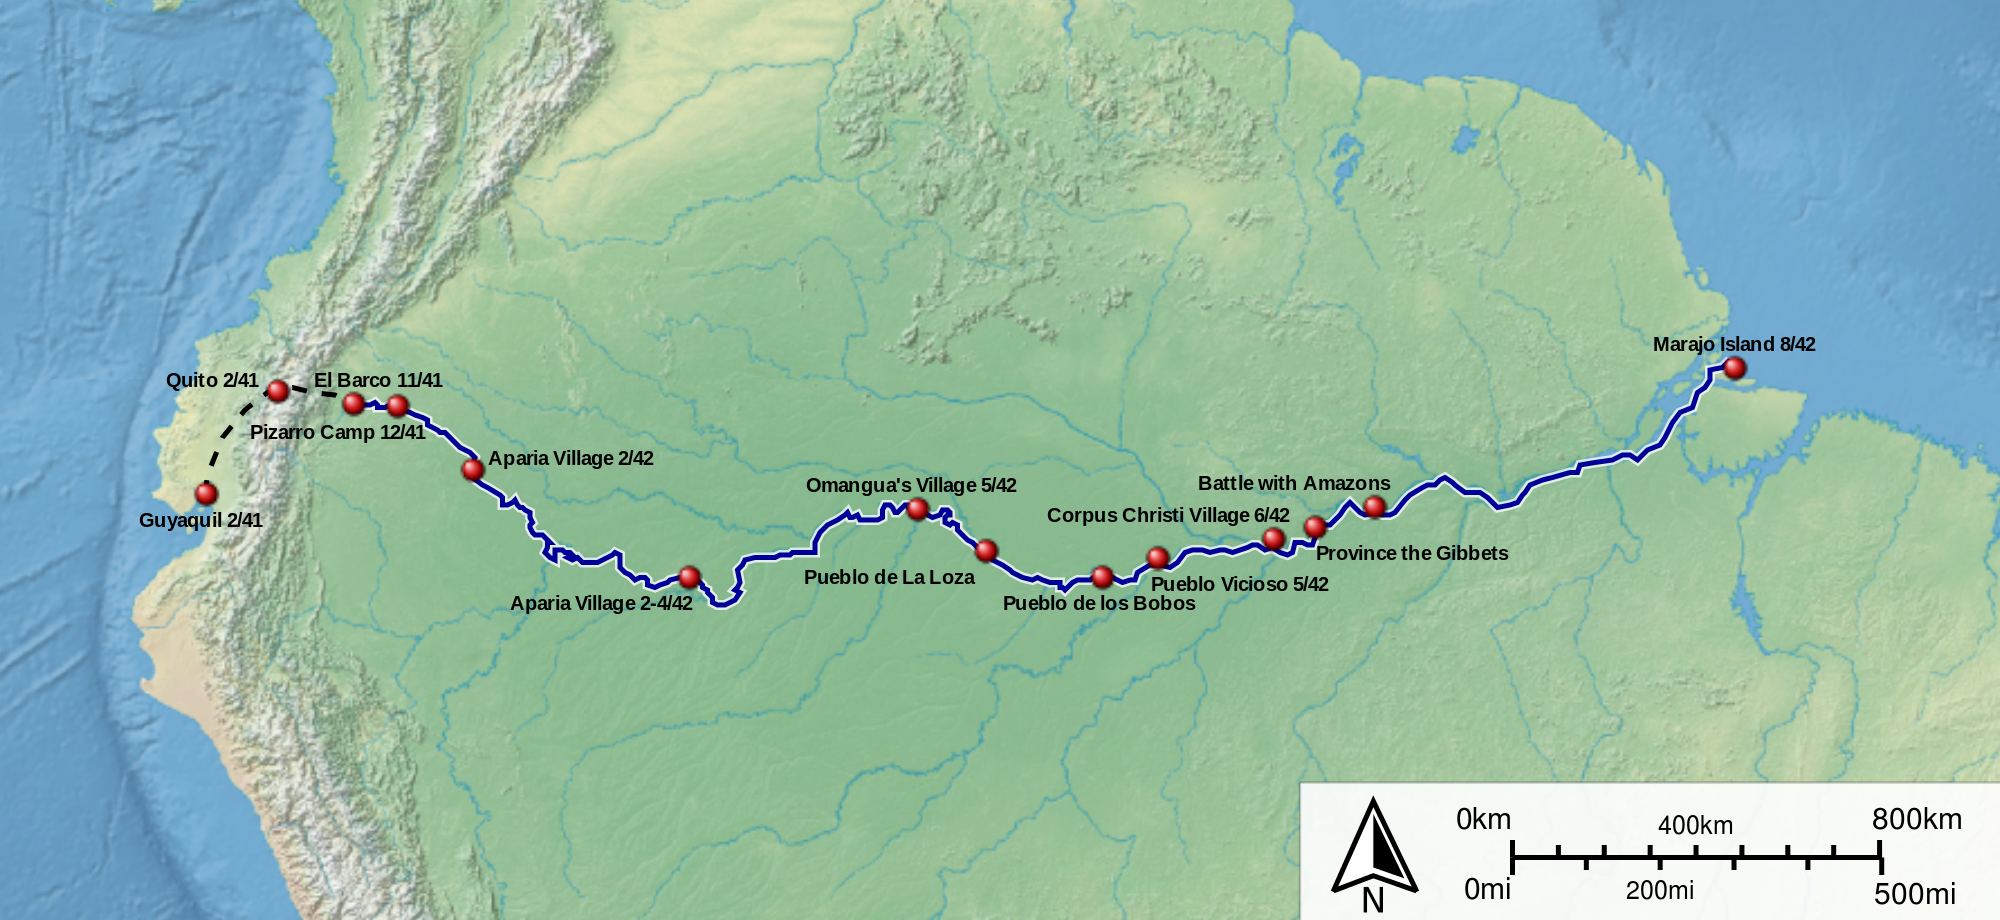 Marajo Island 8/42
Quito 2/41
El Barco 11/41
Pizarro Camp 12/41
Aparia Village 2/42
Omangua's Village 5/42
Battle with Amazons
Guyaquil 2/41
Corpus Christi Village 6/42
Province the Gibbets
Pueblo de La Loza
Pueblo Vicioso 5/42
Aparia Village 2-4/42
Pueblo de los Bobos
0km
400km
800km
0mi
200mi
500mi
N